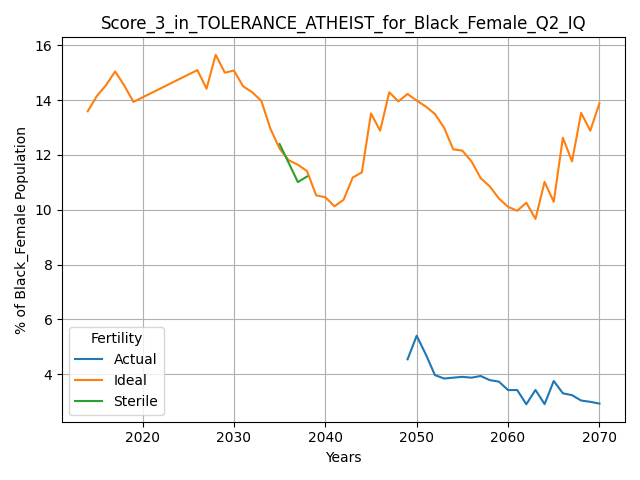 Score_3_in_TOLERANCE_ATHEIST_for_Black_Female_Q2_IQ
% of Black_Female Population
16
14
12
10
8
6
4
Fertility
Actual
Ideal
Sterile
2020 2030 2040 2050 2060 2070
Years